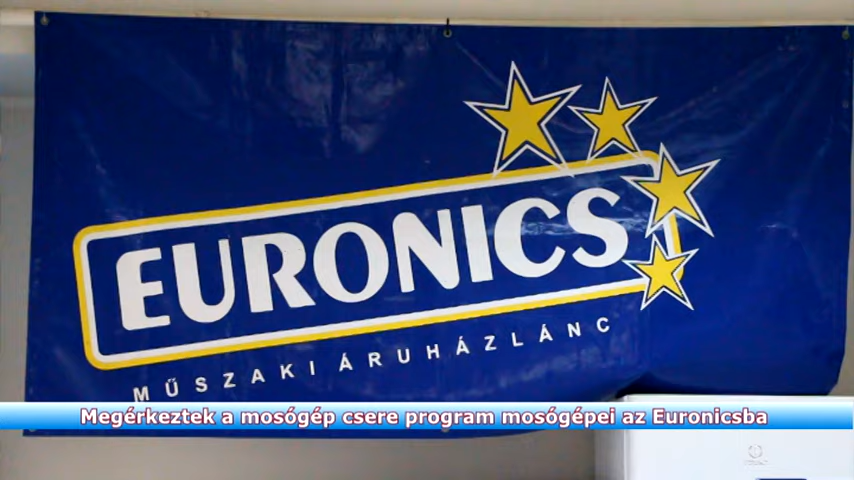 EURONICS
MŰSZAKI ÁRUHÁZLÁNC
Megérkeztek a mosógép csere program mosógépei az Euronicsba